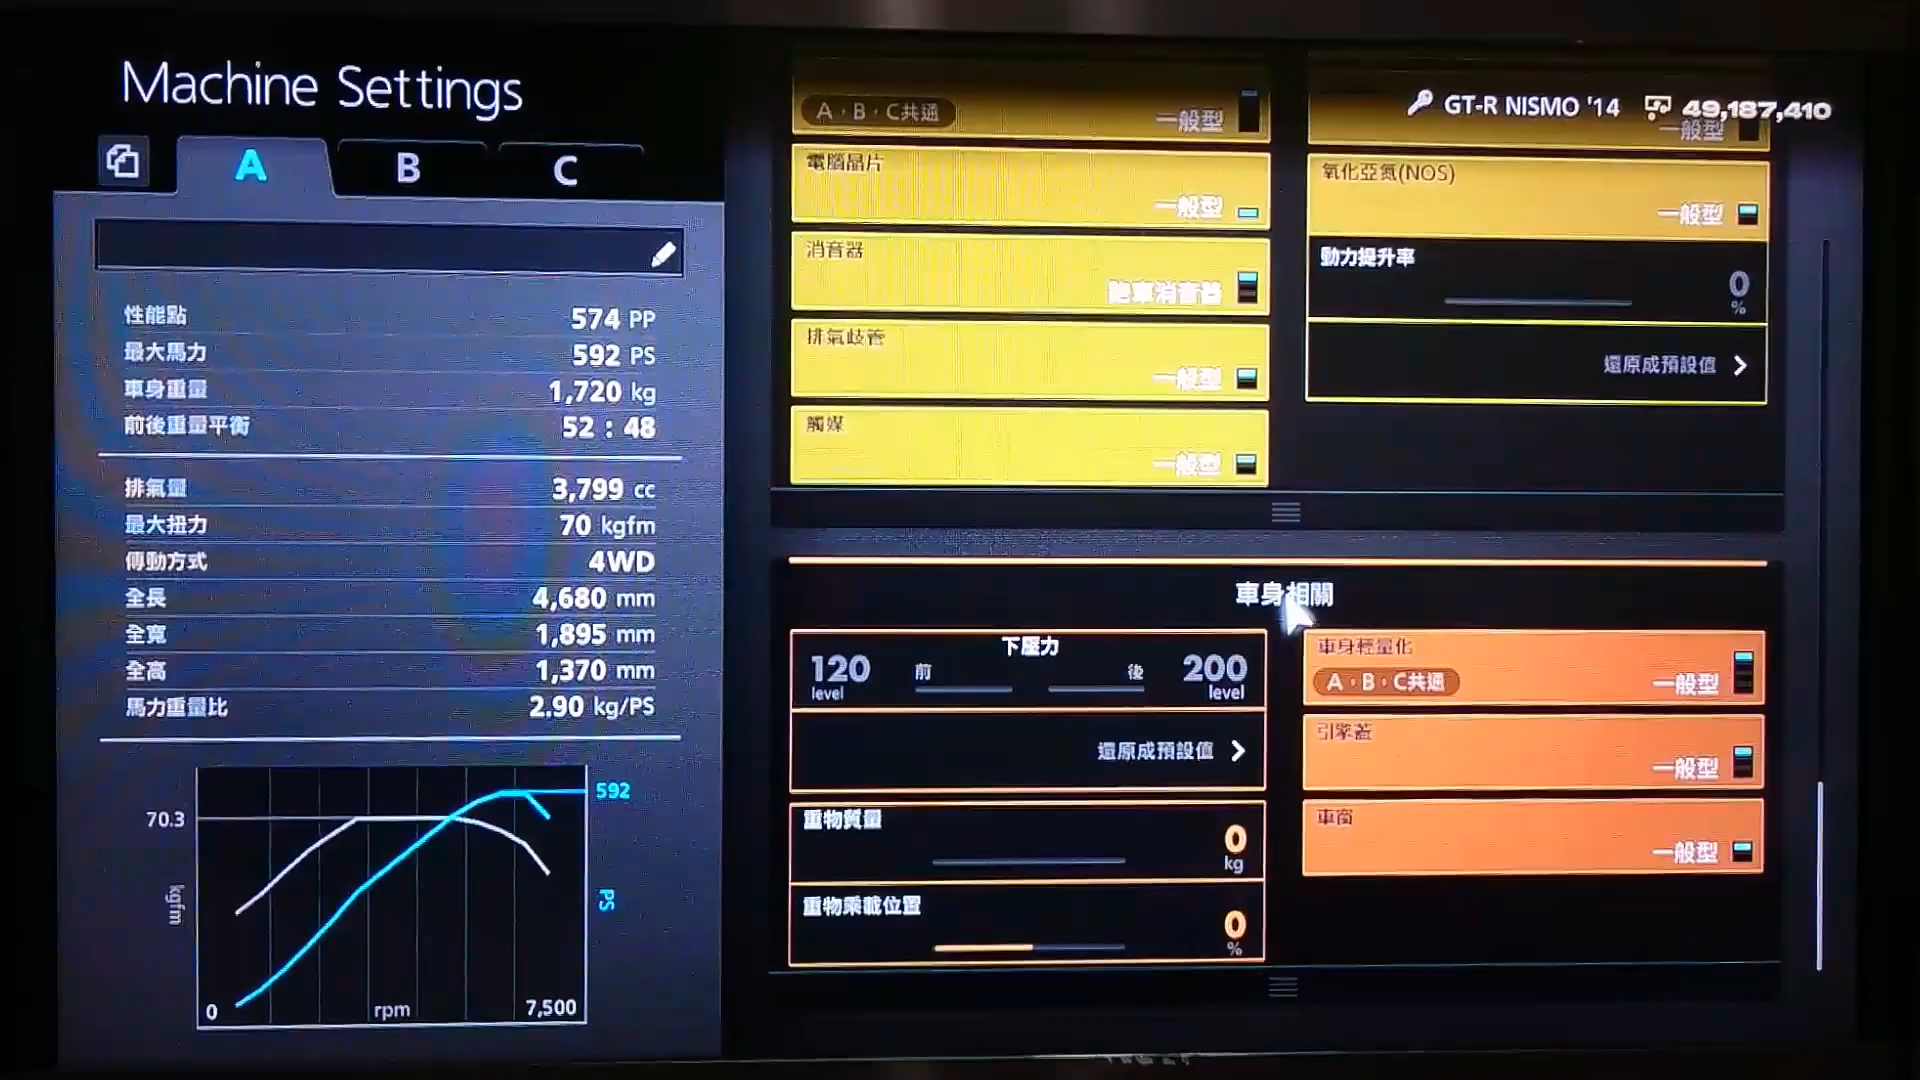 Machine Settings
GT-R NISMO '14 49,187,410
A B C
性能點 574 PP
最大馬力 592 PS
車身重量 1,720 kg
前後重量平衡 52 : 48
排氣量 3,799 cc
最大扭力 70 kgfm
傳動方式 4WD
全長 4,680 mm
全寬 1,895 mm
全高 1,370 mm
馬力重量比 2.90 kg/PS
592
70.3
kgfm
PS
0 rpm 7,500
A・B・C共通
一般型
電腦晶片
一般型
消音器
跑車消音器
排氣歧管
一般型
觸媒
一般型
一般型
氧化亞氮(NOS)
一般型
動力提升率
0
%
還原成預設值
車身相關
下壓力
120 前 後 200
level level
還原成預設值
重物質量
0
kg
重物乘載位置
0
%
車身輕量化
A・B・C共通
一般型
引擎蓋
一般型
車窗
一般型